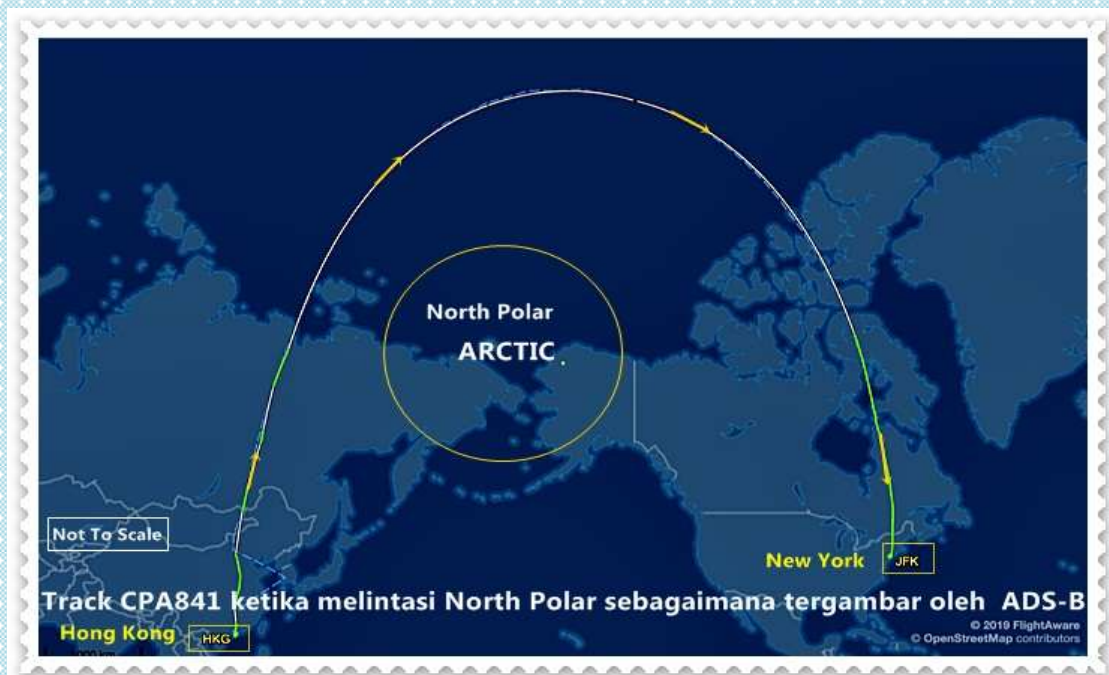 North Polar
ARCTIC
Not To Scale
New York
JFK
Track CPA841 ketika melintasi North Polar sebagaimana tergambar oleh ADS-B
Hong Kong
HKG
© 2019 FlightAware
© OpenStreetMap contributors